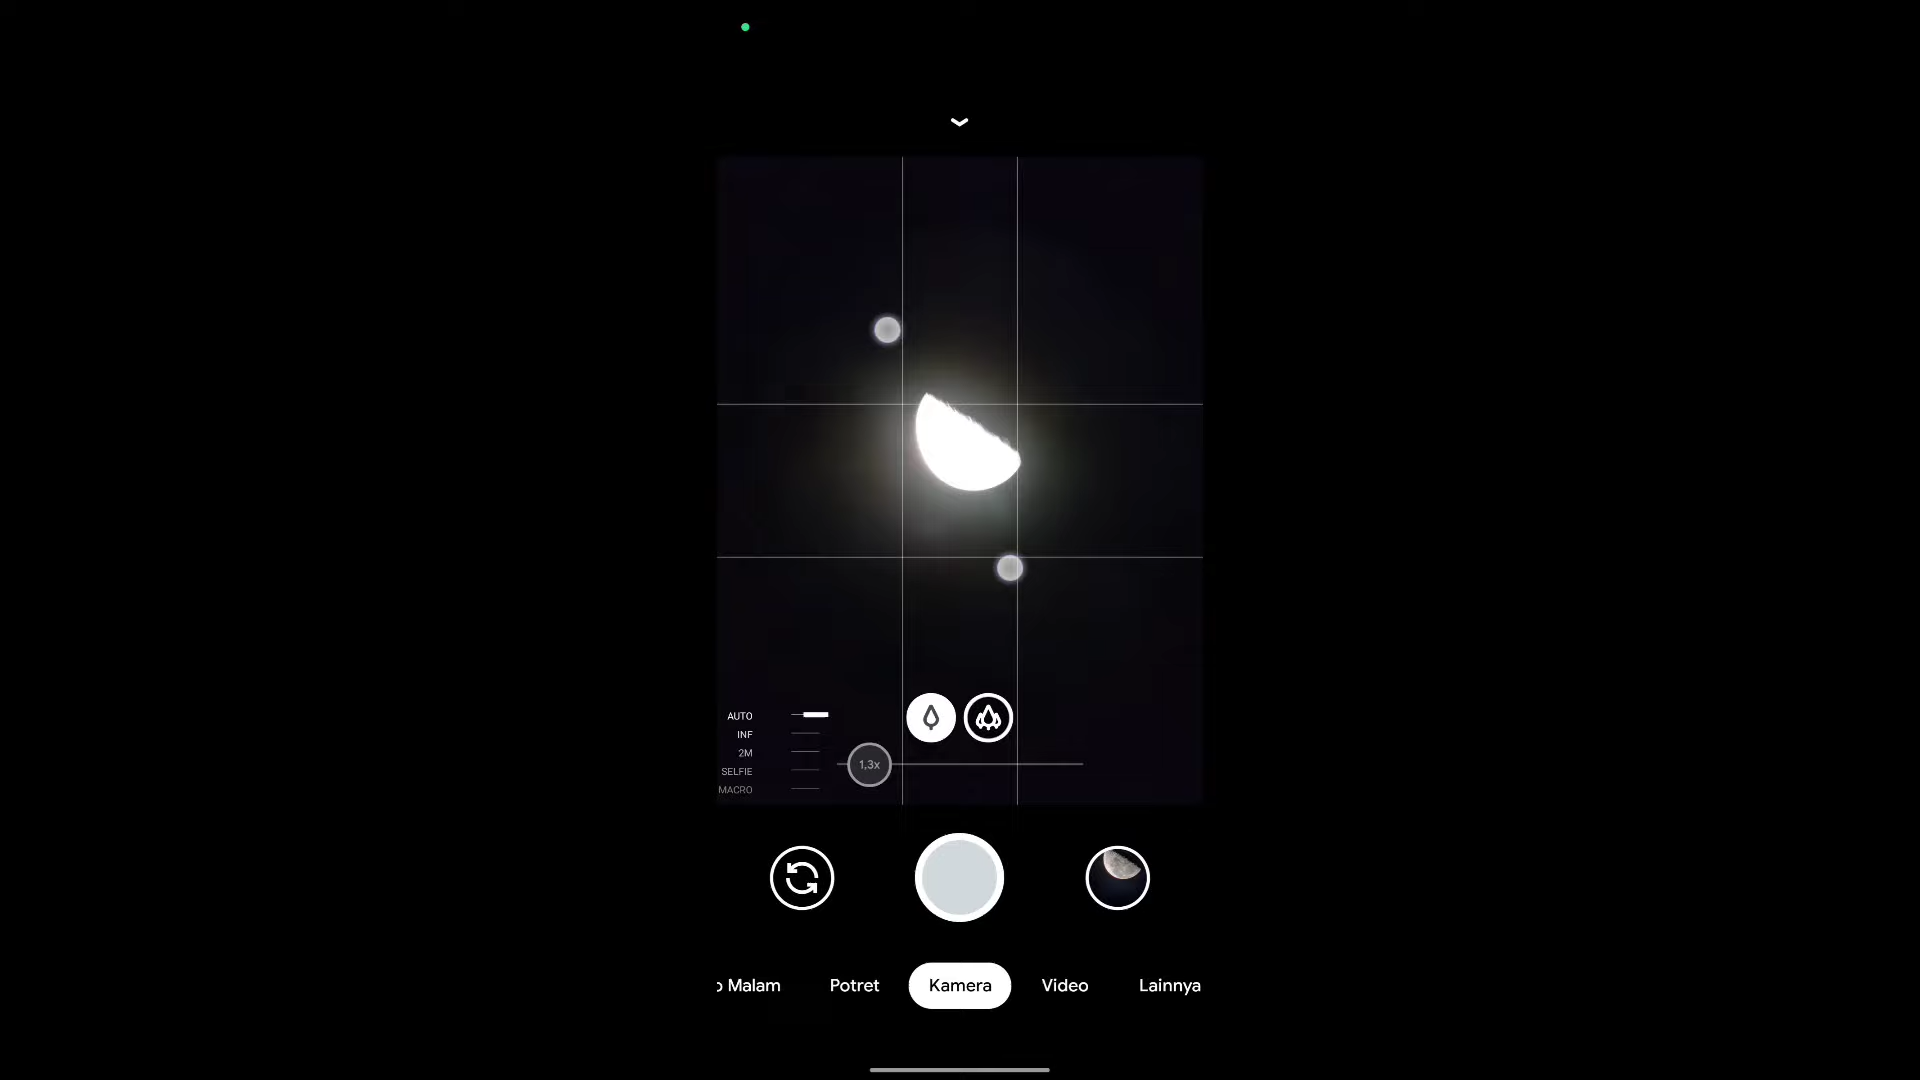 AUTO
INF
2M
SELFIE
MACRO
1,3x
Malam Potret Kamera Video Lainnya